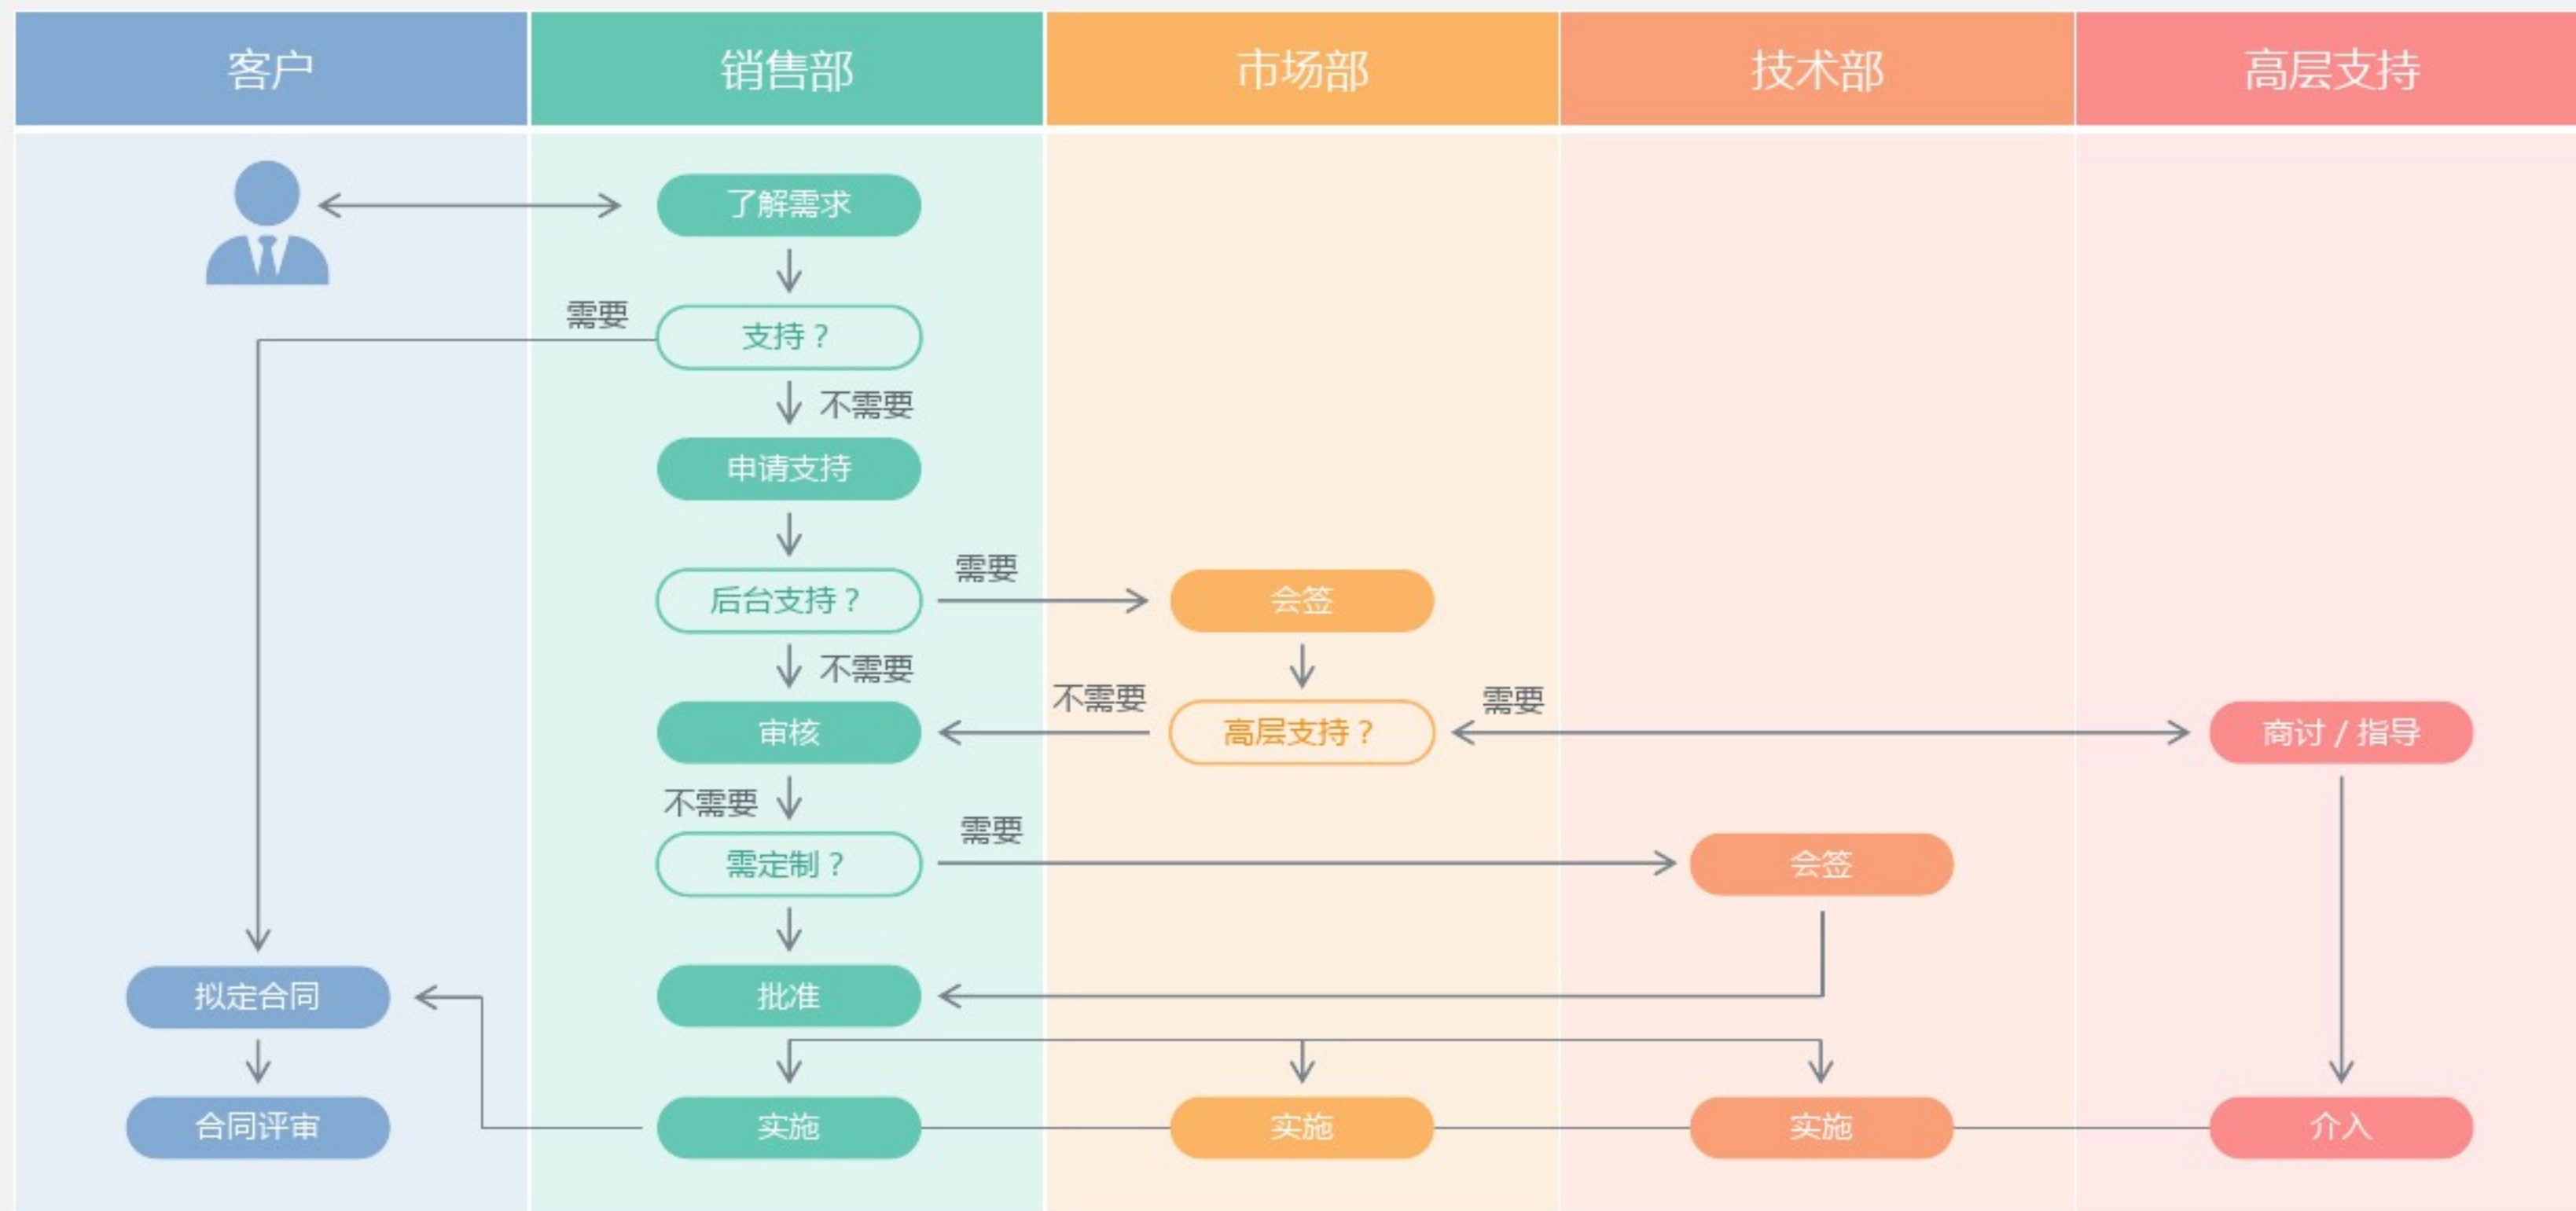 客户
销售部
市场部
技术部
高层支持
了解需求
需要
支持？
不需要
申请支持
后台支持？
需要
会签
不需要
审核
不需要
高层支持？
需要
商讨 / 指导
不需要
需定制？
需要
会签
拟定合同
批准
合同评审
实施
实施
实施
介入